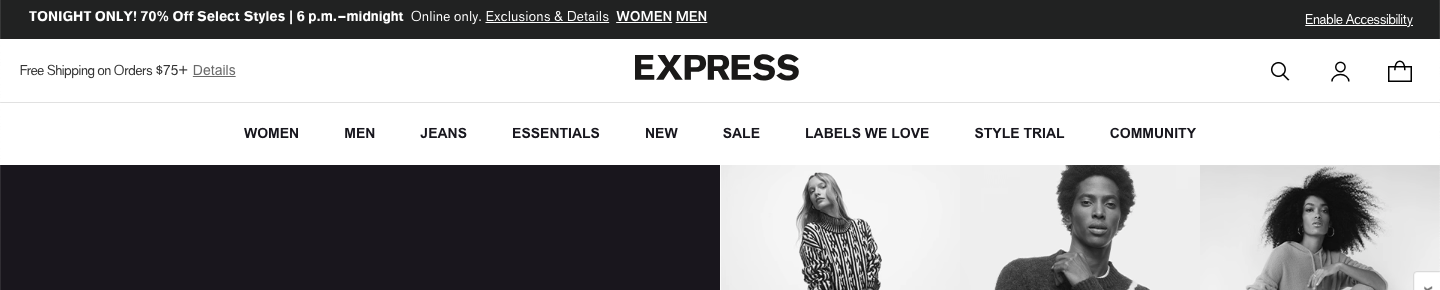 TONIGHT ONLY! 70% Off Select Styles | 6 p.m.–midnight Online only. Exclusions & Details WOMEN MEN
Enable Accessibility
Free Shipping on Orders $75+ Details
EXPRESS
WOMEN MEN JEANS ESSENTIALS NEW SALE LABELS WE LOVE STYLE TRIAL COMMUNITY